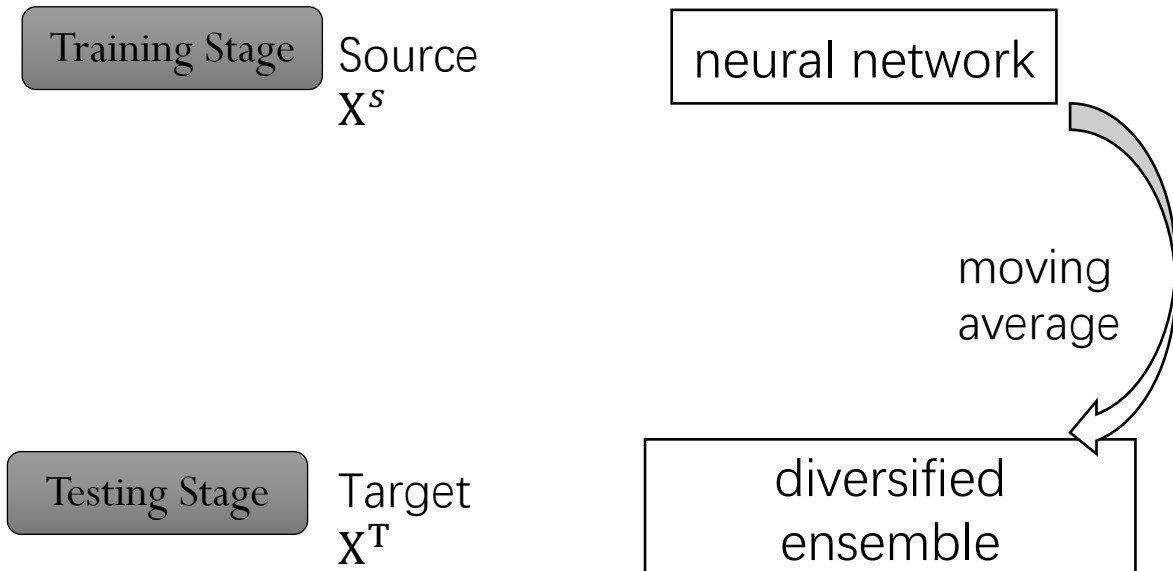 Training Stage
Source
X^s
neural network
moving
average
Testing Stage
Target
X^T
diversified
ensemble